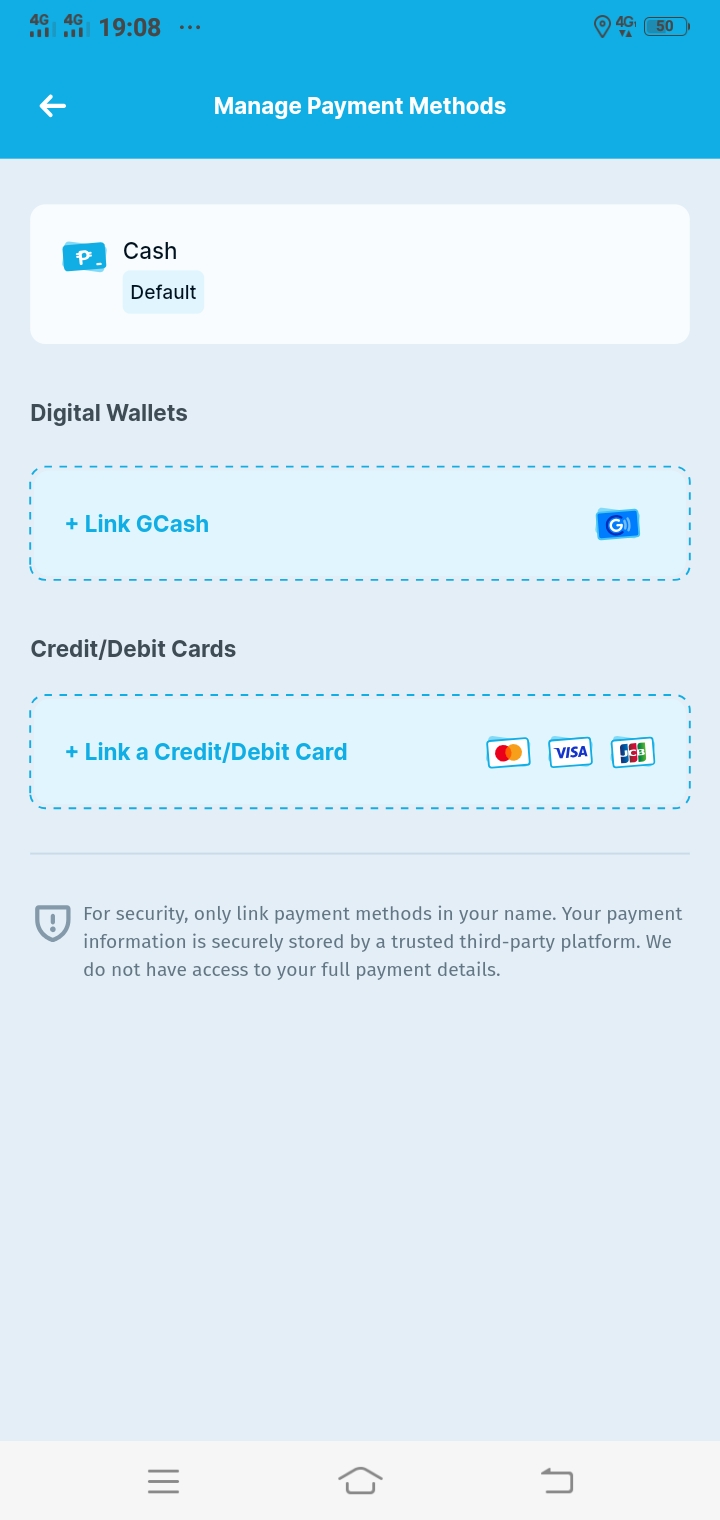 4G 4G 19:08 ... 4G 50
Manage Payment Methods
Cash
Default
Digital Wallets
+ Link GCash
G
Credit/Debit Cards
+ Link a Credit/Debit Card VISA JCB
For security, only link payment methods in your name. Your payment
information is securely stored by a trusted third-party platform. We
do not have access to your full payment details.